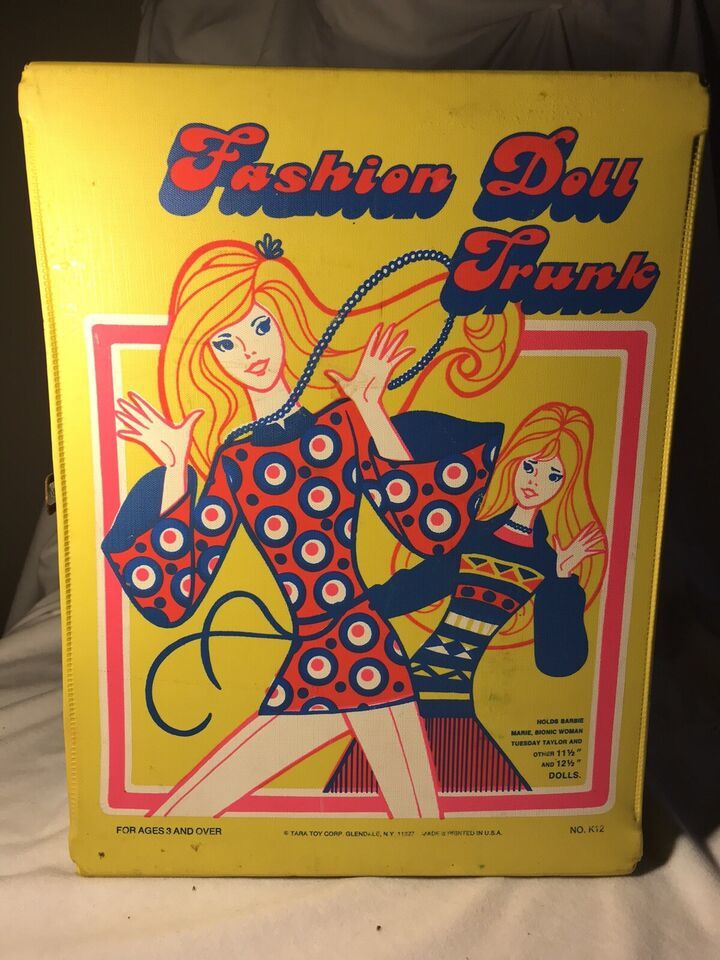 Fashion Doll
Trunk
HOLDS BARBIE
MARIE, BIONIC WOMAN
TUESDAY TAYLOR AND
OTHER 11½"
AND 12½"
DOLLS.
FOR AGES 3 AND OVER
© TARA TOY CORP. GLENDALE, N.Y. 11227 MADE & PRINTED IN U.S.A.
NO. K12